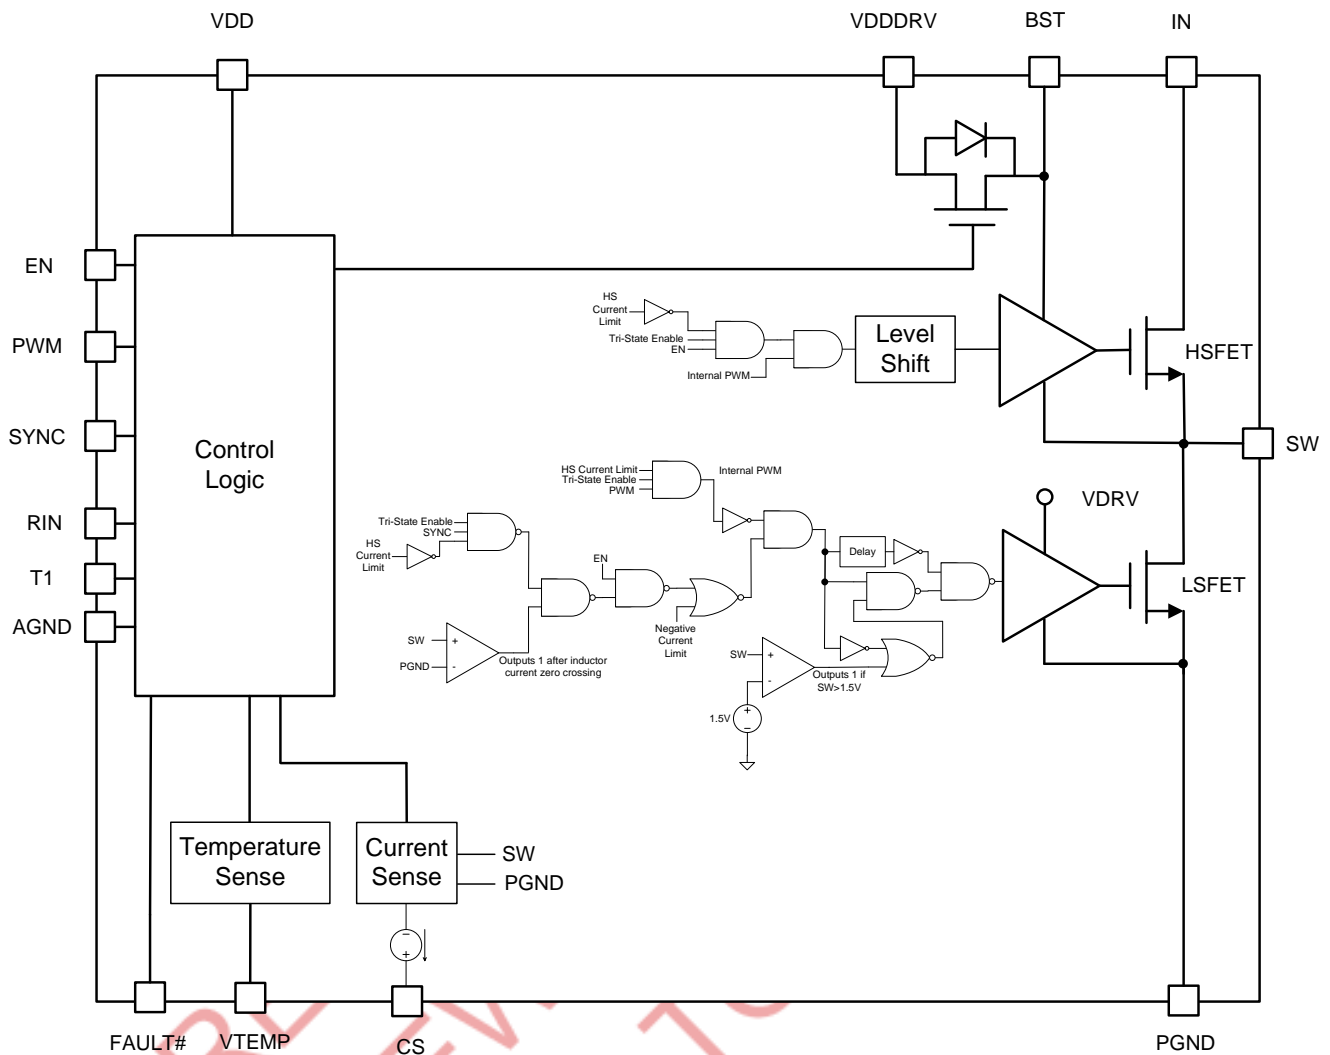 VDD
VDDDRV
BST
IN
EN
PWM
SYNC
RIN
T1
AGND
Control
Logic
HS
Current
Limit
Tri-State Enable
EN
Internal PWM
Level
Shift
HSFET
SW
HS Current Limit
Tri-State Enable
PWM
Internal PWM
VDRV
Tri-State Enable
SYNC
HS
Current
Limit
EN
Delay
LSFET
Negative
Current
Limit
SW
+
PGND
-
Outputs 1 after inductor
current zero crossing
SW
+
-
Outputs 1 if
SW>1.5V
1.5V
+
−
Temperature
Sense
Current
Sense
SW
PGND
−
+
FAULT#
VTEMP
CS
PGND